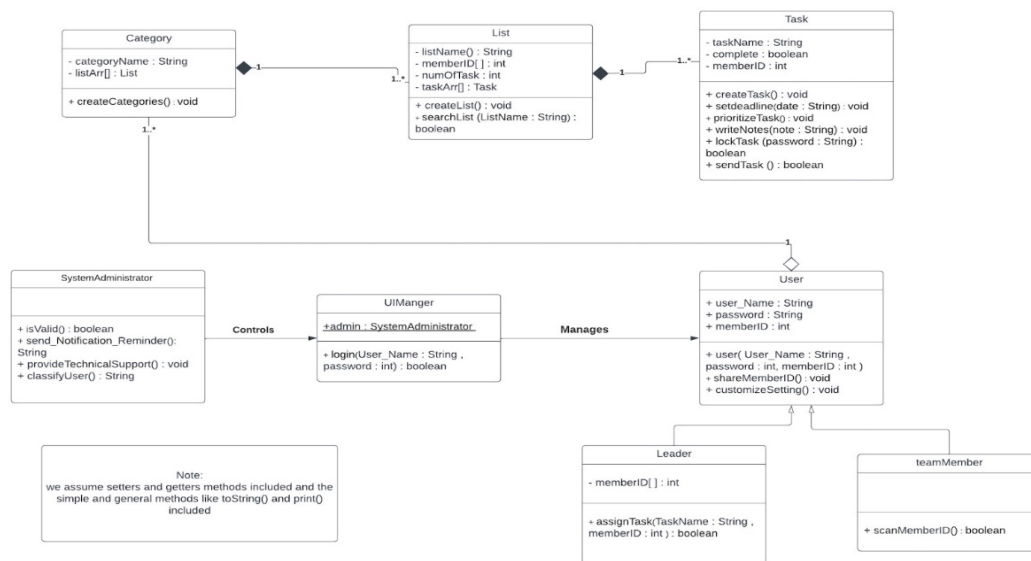 Category
- categoryName : String
- listArr[] : List
+ createCategories() : void
1
1..*
List
- listName() : String
- memberID[ ] : int
- numOfTask : int
- taskArr[] : Task
+ createList() : void
- searchList (ListName : String) :
boolean
1
1..*
Task
- taskName : String
- complete : boolean
- memberID : int
+ createTask() : void
+ setdeadline(date : String) : void
+ prioritizeTask() : void
+ writeNotes(note : String) : void
+ lockTask (password : String) :
boolean
+ sendTask () : boolean
1..*
1
SystemAdministrator
+ isValid() : boolean
+ send_Notification_Reminder():
String
+ provideTechnicalSupport() : void
+ classifyUser() : String
Controls
UIManger
+admin : SystemAdministrator
+ login(User_Name : String ,
password : int) : boolean
Manages
User
+ user_Name : String
+ password : String
+ memberID : int
+ user( User_Name : String ,
password : int, memberID : int )
+ shareMemberID() : void
+ customizeSetting() : void
Note:
we assume setters and getters methods included and the
simple and general methods like toString() and print()
included
Leader
- memberID[ ] : int
+ assignTask(TaskName : String ,
memberID : int ) : boolean
teamMember
+ scanMemberID() : boolean